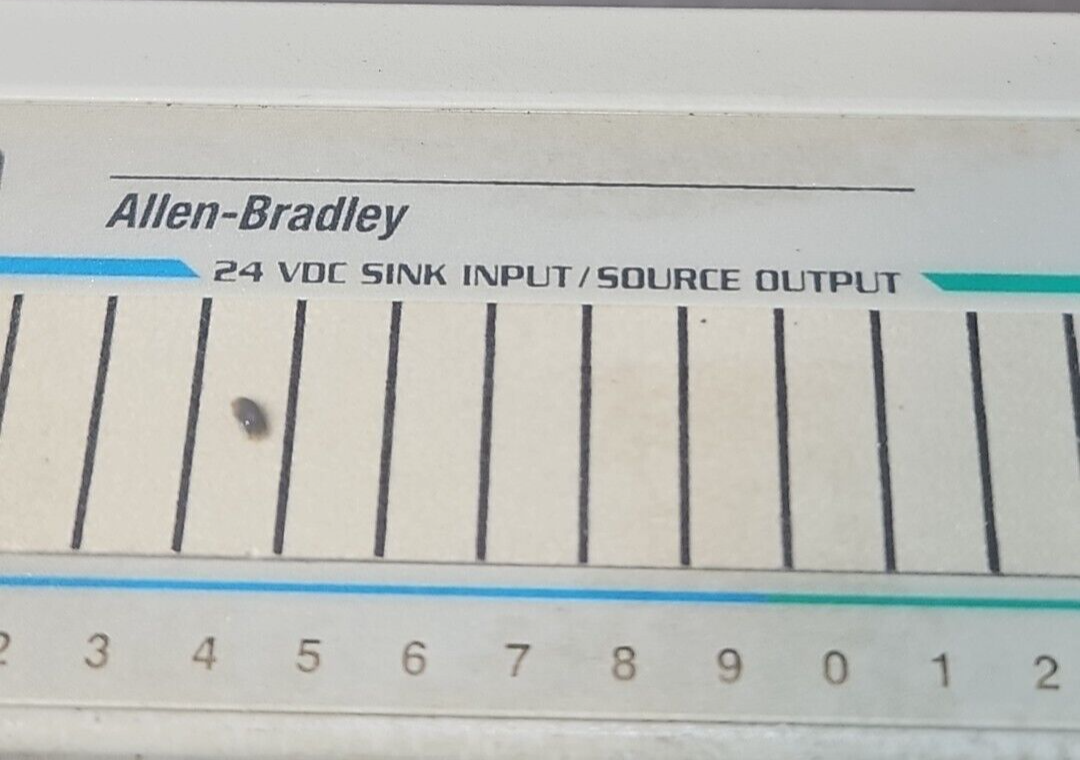 Allen-Bradley
24 VDC SINK INPUT/SOURCE OUTPUT
2 3 4 5 6 7 8 9 0 1 2